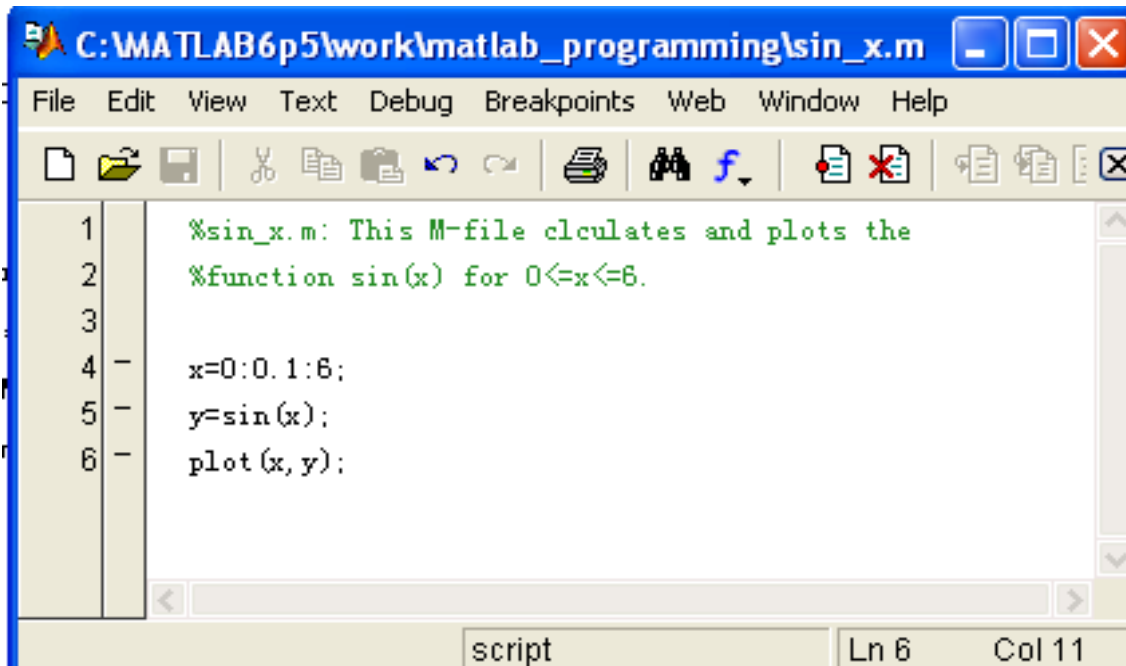 C:\MATLAB6p5\work\matlab_programming\sin_x.m
File Edit View Text Debug Breakpoints Web Window Help
1 %sin_x.m: This M-file clculates and plots the
2 %function sin(x) for 0<=x<=6.
3
4 – x=0:0.1:6;
5 – y=sin(x);
6 – plot(x,y);
script Ln 6 Col 11